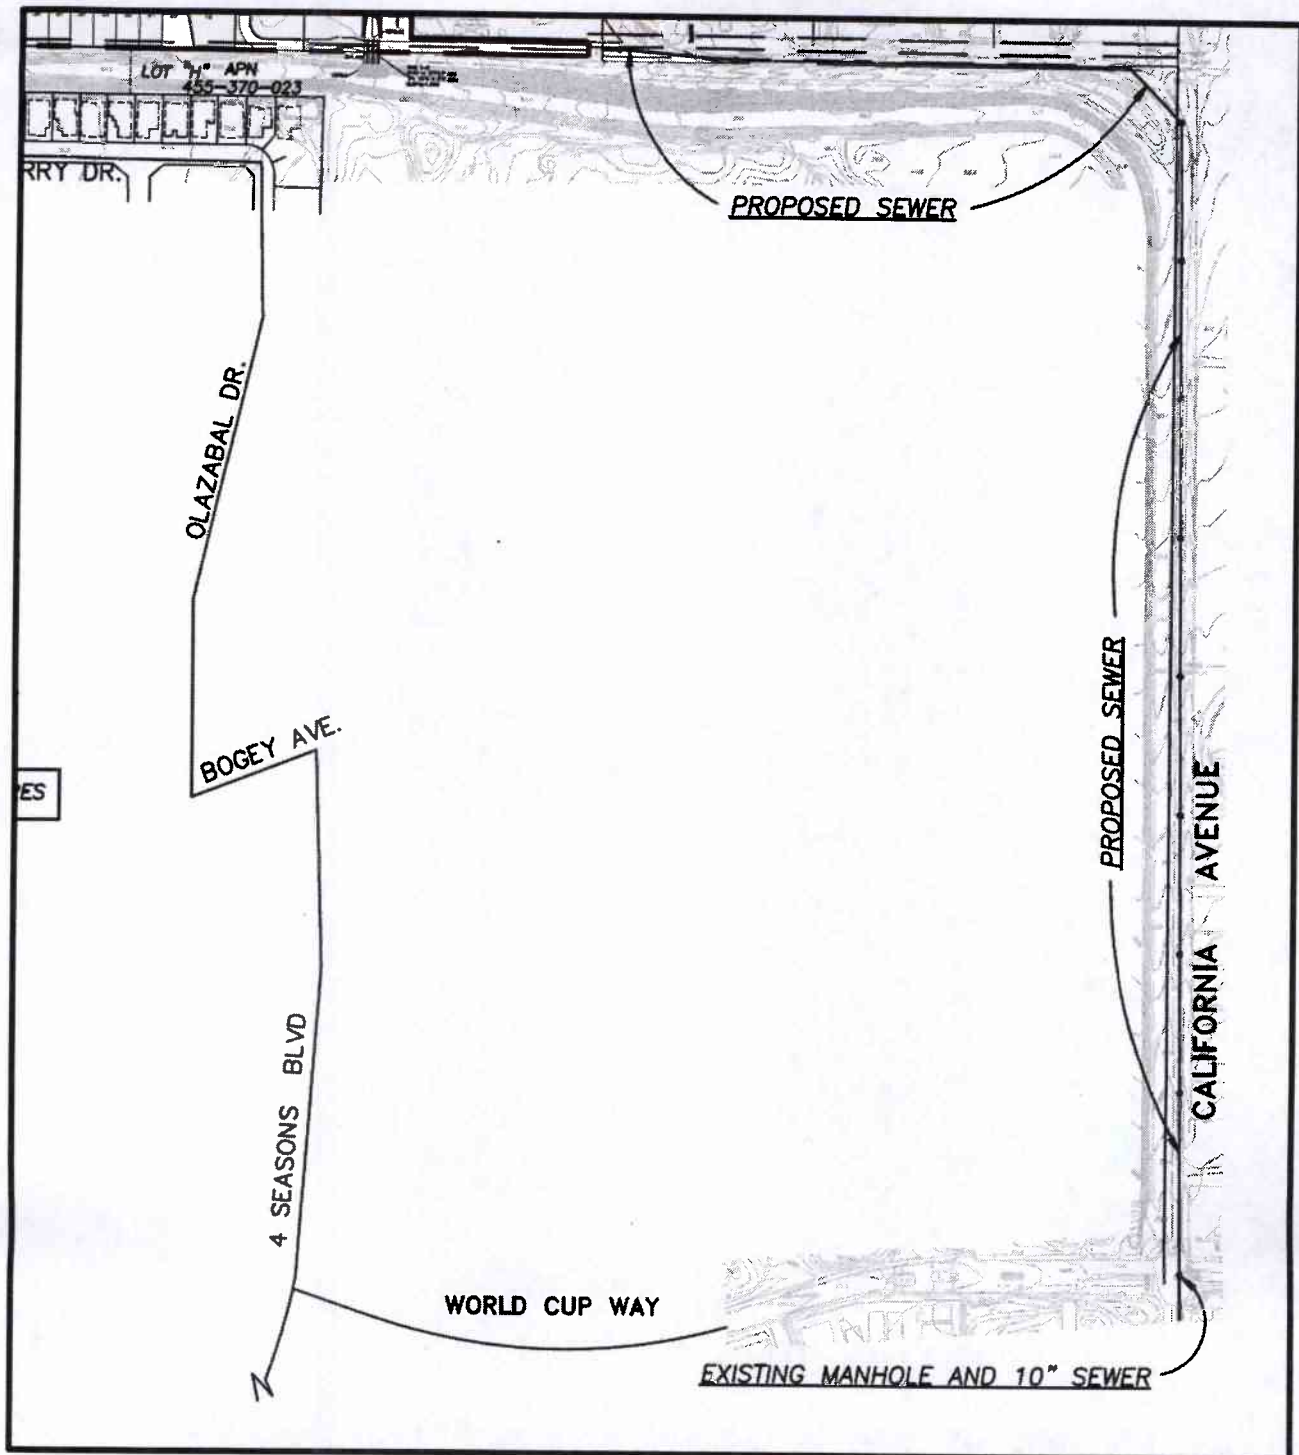 LOT "H" APN
455-370-023
RRY DR.
PROPOSED SEWER
OLAZABAL DR.
PROPOSED SEWER
BOGEY AVE.
ES
CALIFORNIA AVENUE
4 SEASONS BLVD
WORLD CUP WAY
EXISTING MANHOLE AND 10" SEWER
N